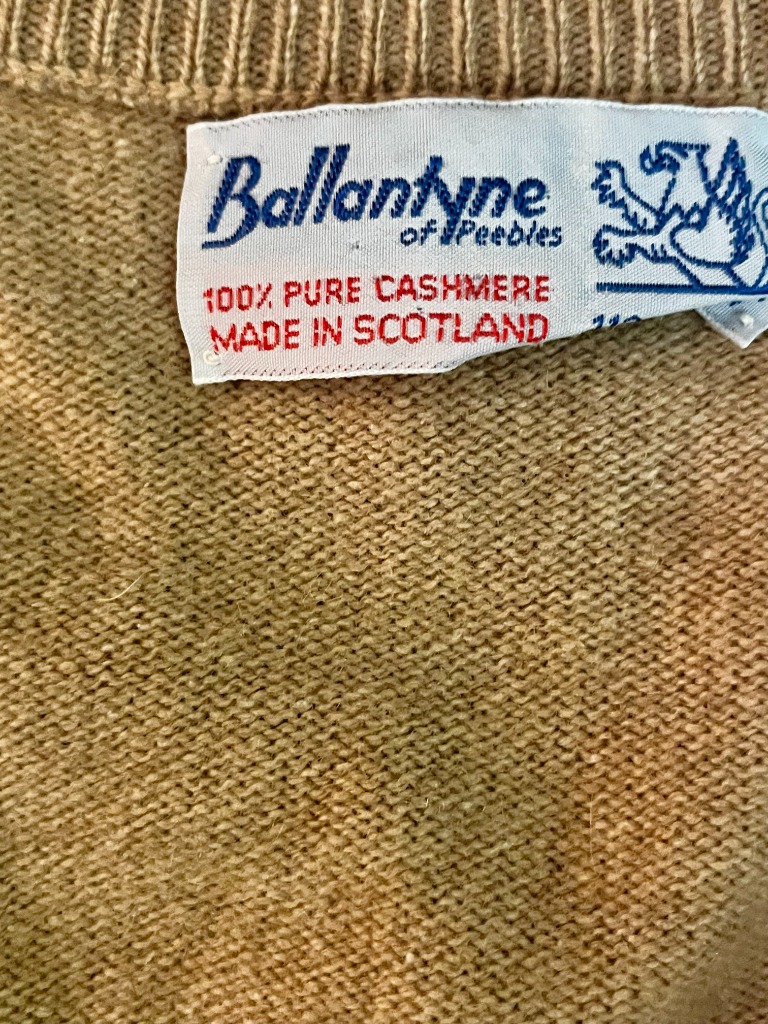 Ballantyne
of Peebles
100% PURE CASHMERE
MADE IN SCOTLAND